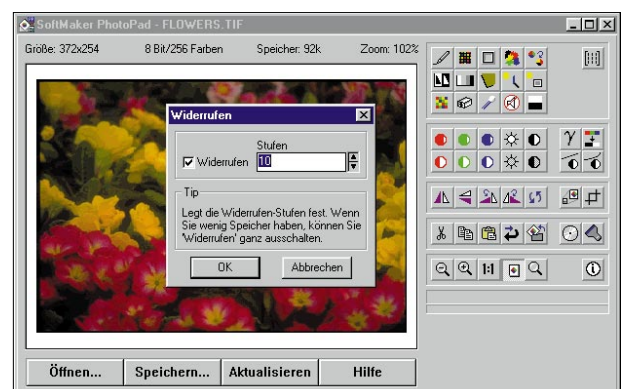 SoftMaker PhotoPad - FLOWERS.TIF
Größe: 372x254 8 Bit/256 Farben Speicher: 92k Zoom: 102%
Widerrufen
Stufen
Widerrufen 10
Tip
Legt die Widerrufen-Stufen fest. Wenn
Sie wenig Speicher haben, können Sie
'Widerrufen' ganz ausschalten.
OK Abbrechen
1:1
Öffnen... Speichern... Aktualisieren Hilfe